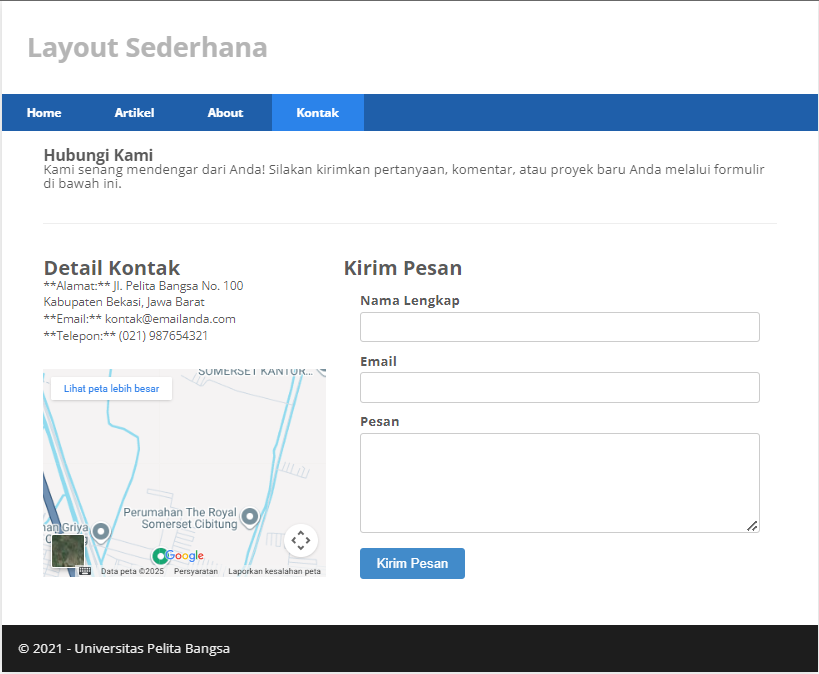 Layout Sederhana
Home Artikel About Kontak
Hubungi Kami
Kami senang mendengar dari Anda! Silakan kirimkan pertanyaan, komentar, atau proyek baru Anda melalui formulir
di bawah ini.
Detail Kontak
**Alamat:** Jl. Pelita Bangsa No. 100
Kabupaten Bekasi, Jawa Barat
**Email:** kontak@emailanda.com
**Telepon:** (021) 987654321
SOMERSET KANTOR...
Lihat peta lebih besar
Perumahan The Royal
Somerset Cibitung
an Griya
Google
Data peta ©2025 Persyaratan Laporkan kesalahan peta
Kirim Pesan
Nama Lengkap
Email
Pesan
Kirim Pesan
© 2021 - Universitas Pelita Bangsa